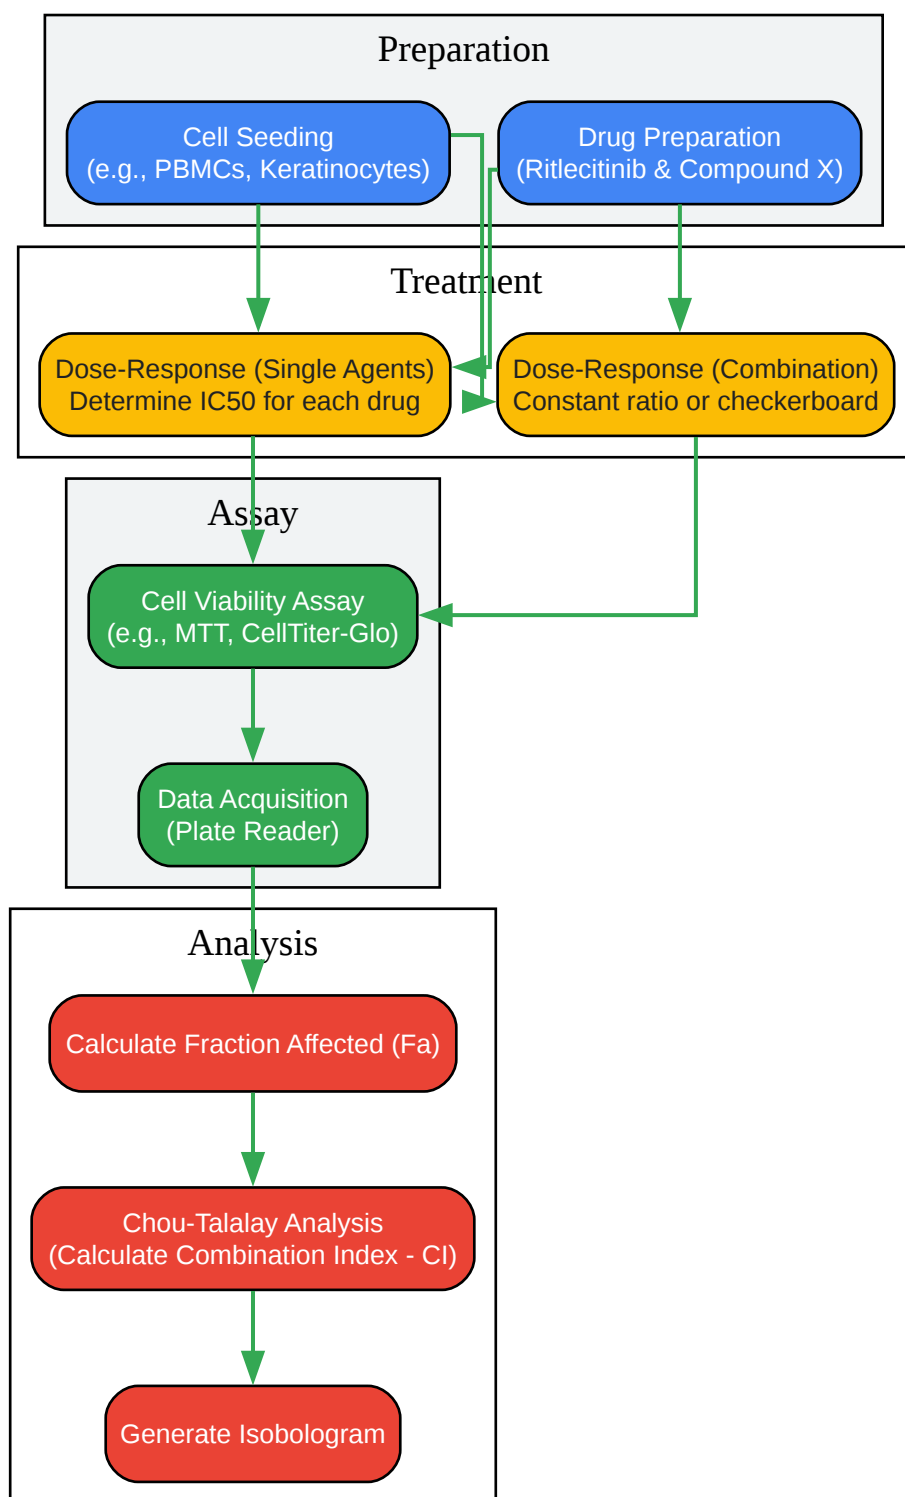 Preparation
Cell Seeding
(e.g., PBMCs, Keratinocytes)
Drug Preparation
(Ritlecitinib & Compound X)
Treatment
Dose-Response (Single Agents)
Determine IC50 for each drug
Dose-Response (Combination)
Constant ratio or checkerboard
Assay
Cell Viability Assay
(e.g., MTT, CellTiter-Glo)
Data Acquisition
(Plate Reader)
Analysis
Calculate Fraction Affected (Fa)
Chou-Talalay Analysis
(Calculate Combination Index - CI)
Generate Isobologram